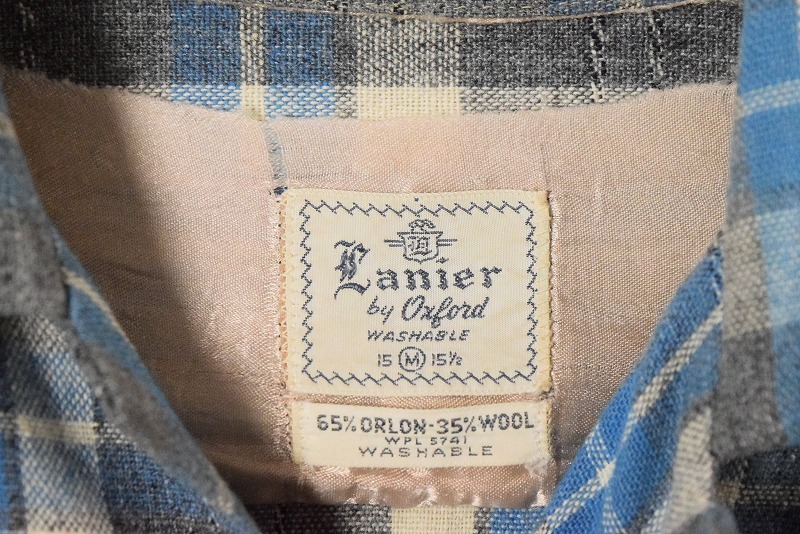 Lanier
by Oxford
WASHABLE
15 M 15½
65% ORLON-35% WOOL
WPL 5741
WASHABLE